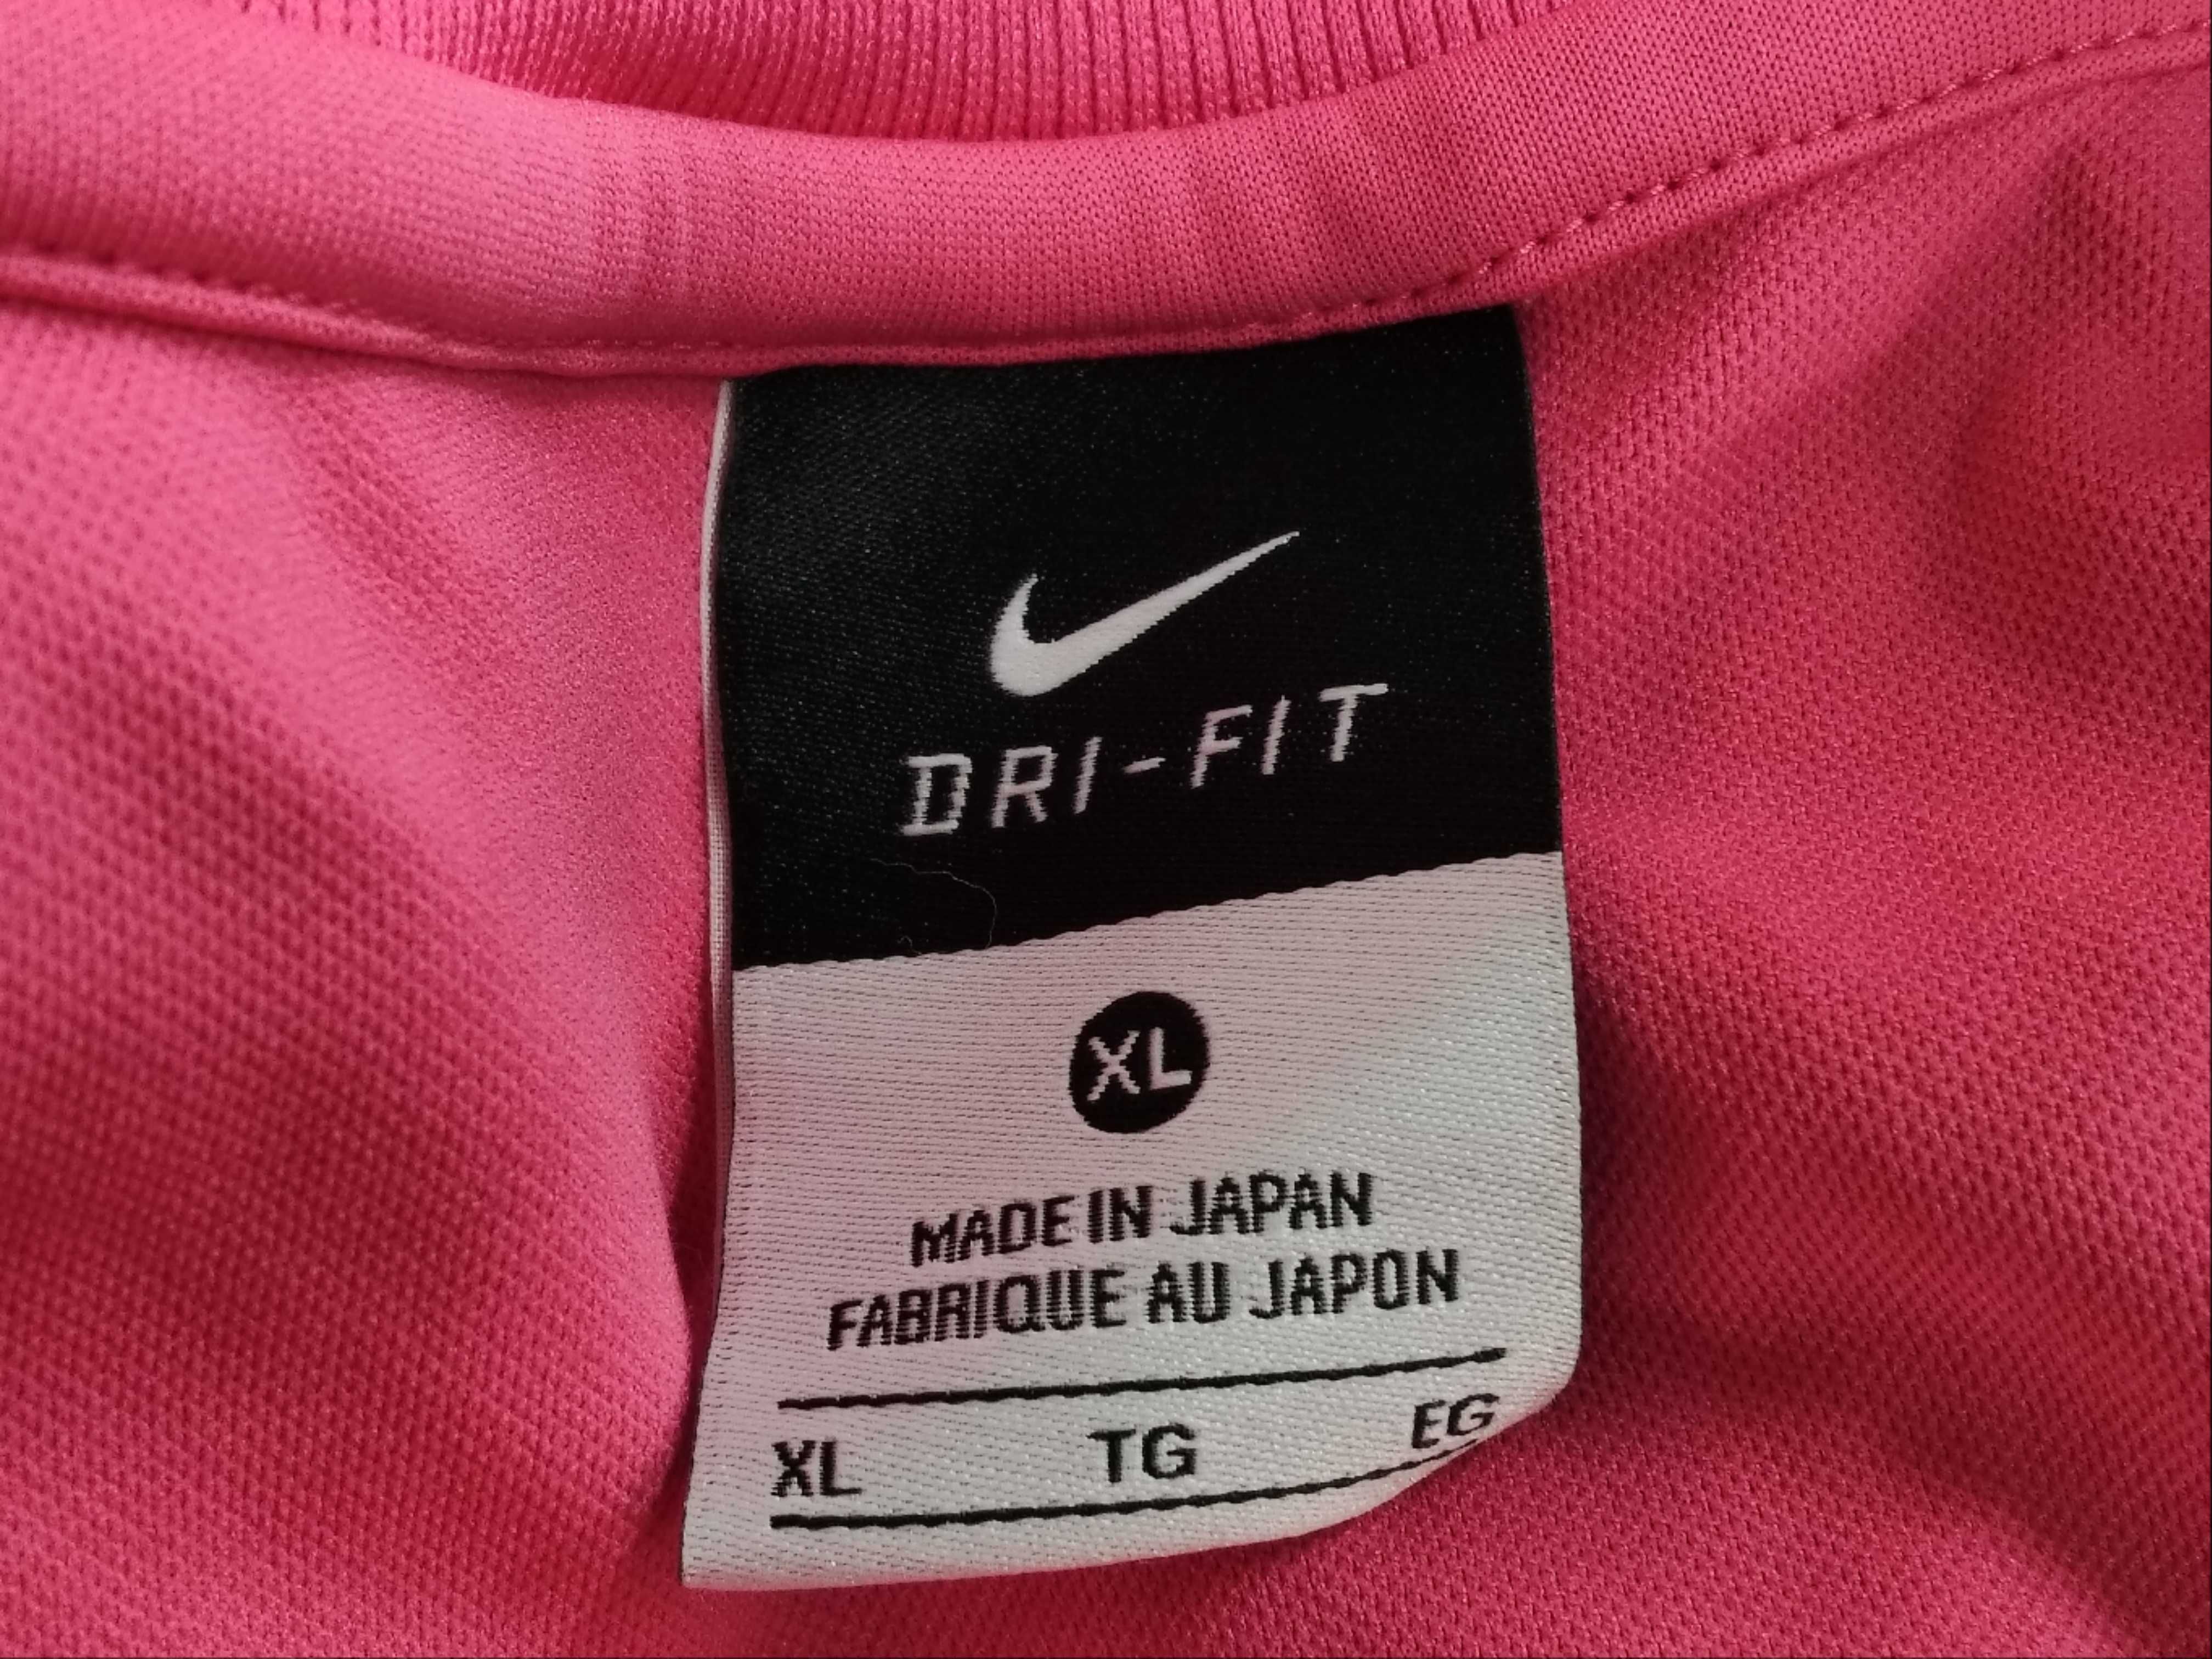 DRI-FIT
XL
MADE IN JAPAN
FABRIQUE AU JAPON
XL TG EG